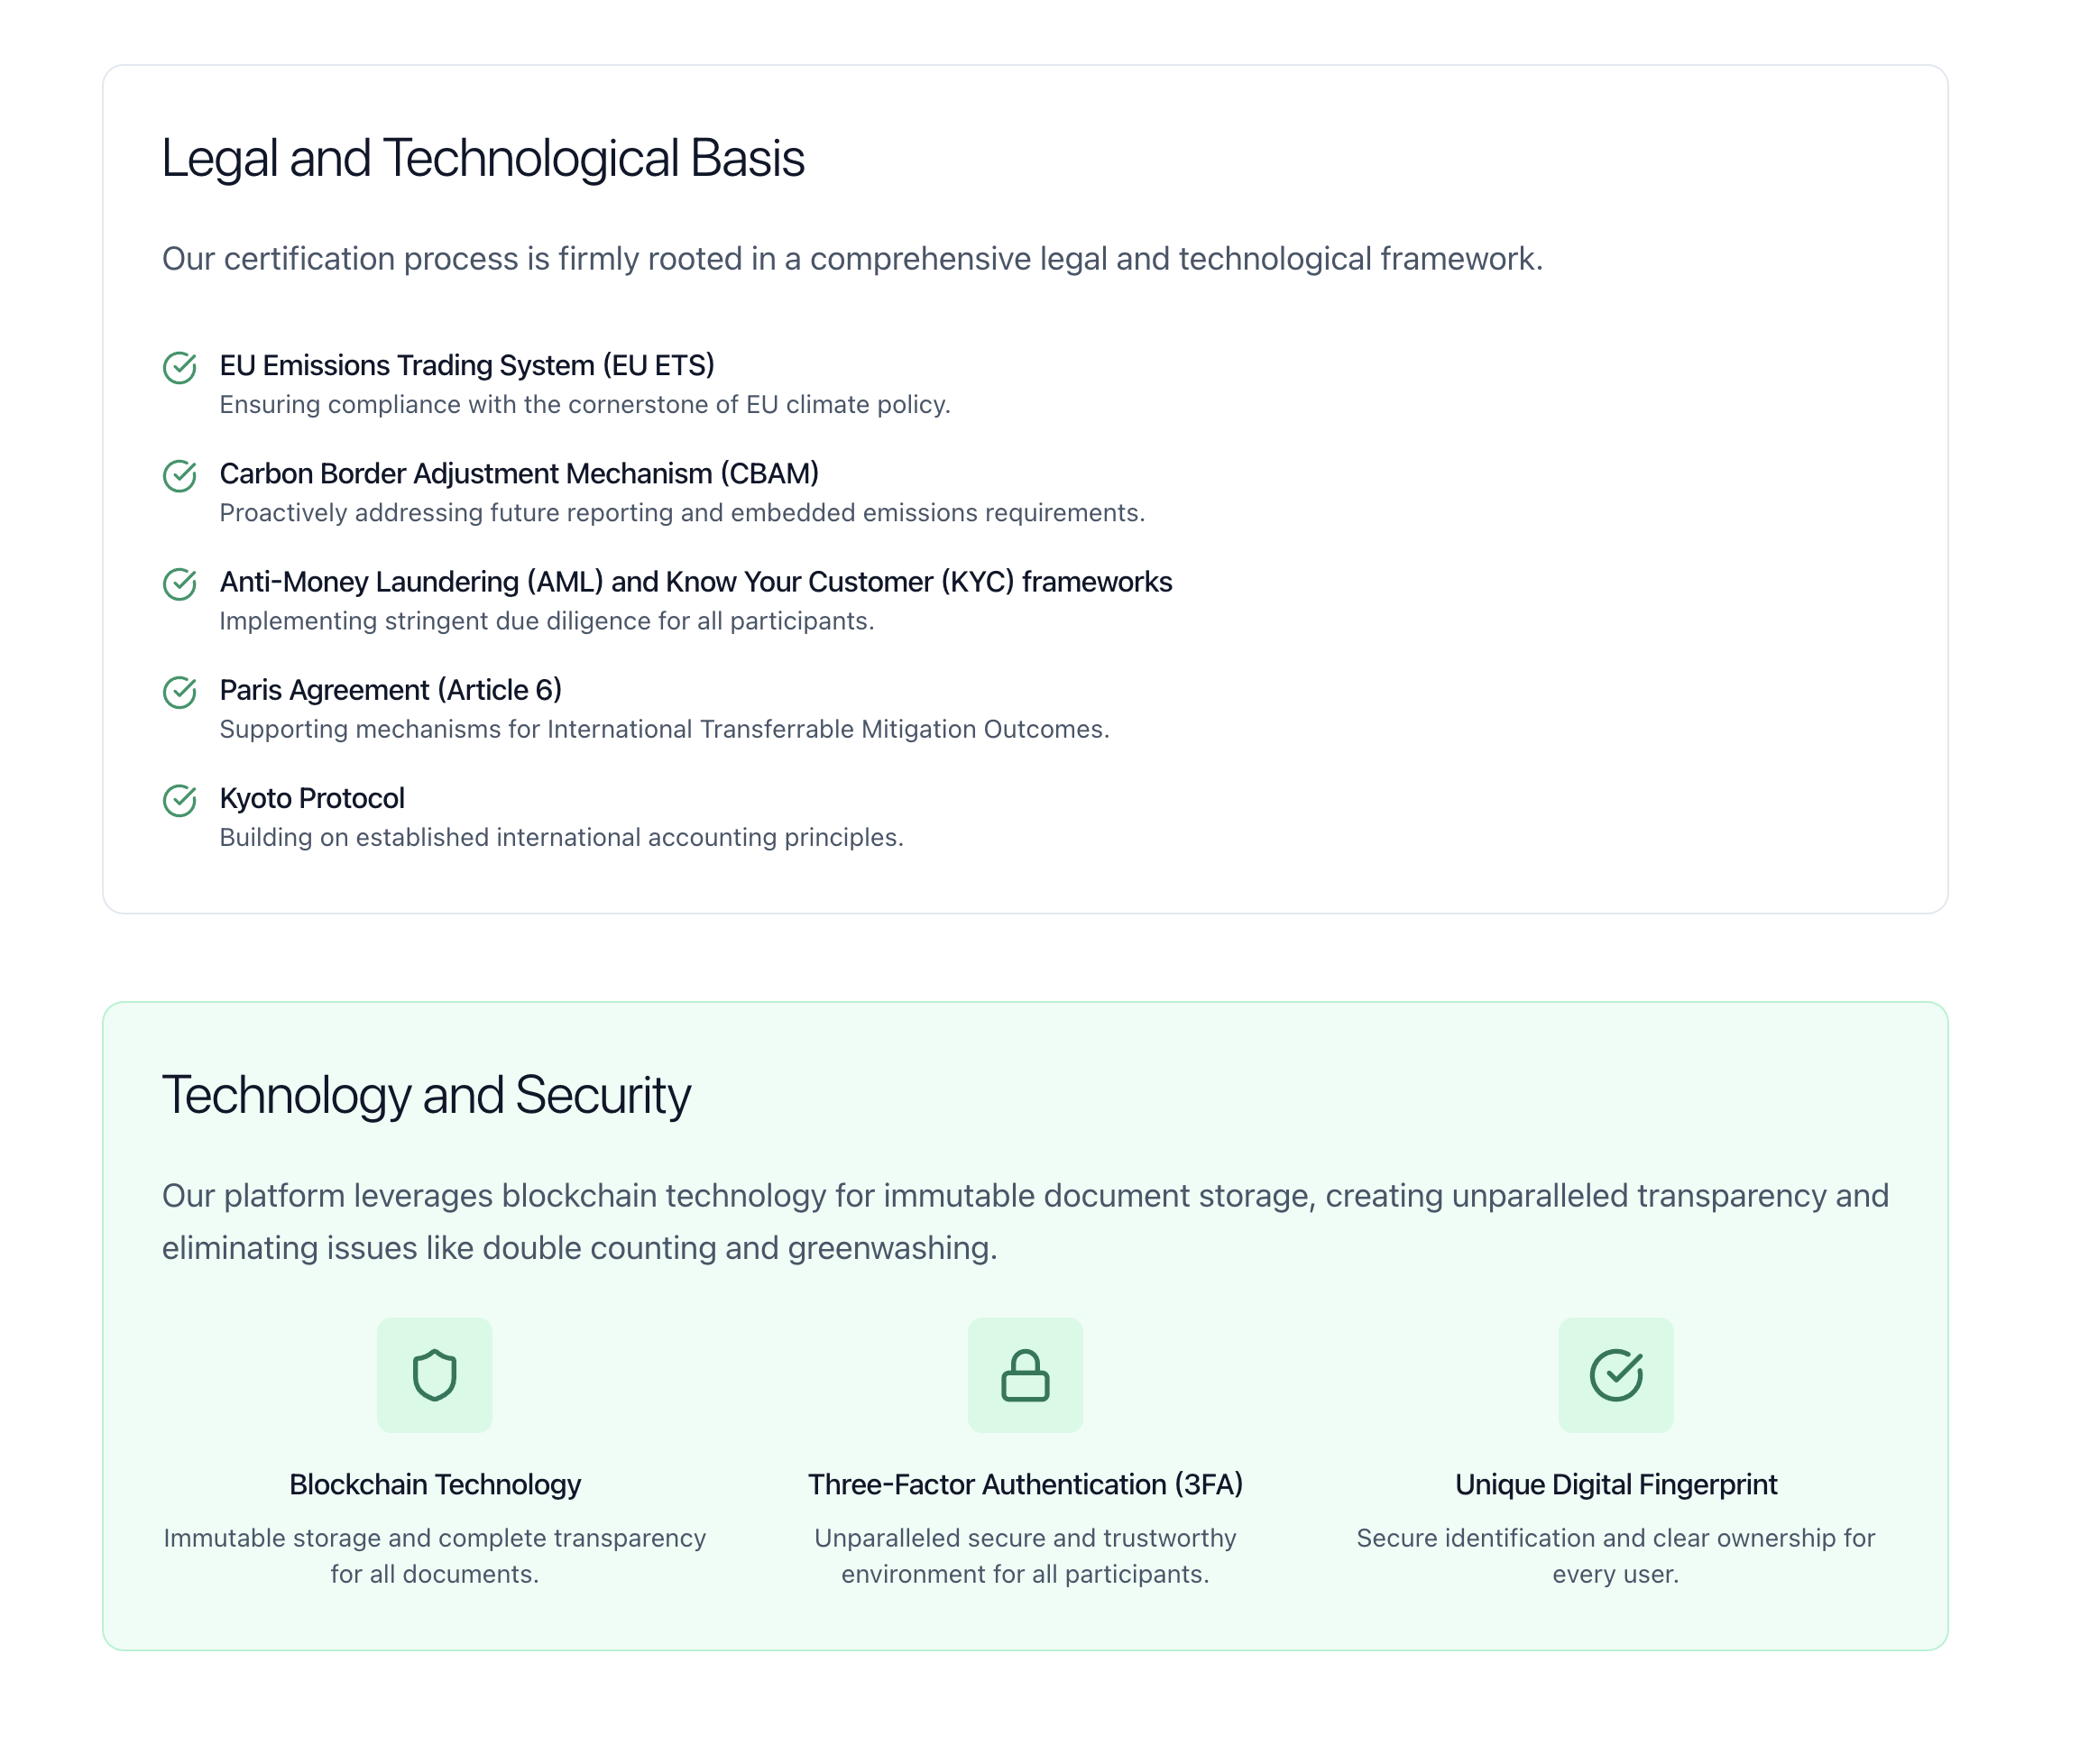 Legal and Technological Basis
Our certification process is firmly rooted in a comprehensive legal and technological framework.
EU Emissions Trading System (EU ETS)
Ensuring compliance with the cornerstone of EU climate policy.
Carbon Border Adjustment Mechanism (CBAM)
Proactively addressing future reporting and embedded emissions requirements.
Anti-Money Laundering (AML) and Know Your Customer (KYC) frameworks
Implementing stringent due diligence for all participants.
Paris Agreement (Article 6)
Supporting mechanisms for International Transferrable Mitigation Outcomes.
Kyoto Protocol
Building on established international accounting principles.
Technology and Security
Our platform leverages blockchain technology for immutable document storage, creating unparalleled transparency and
eliminating issues like double counting and greenwashing.
Blockchain Technology
Immutable storage and complete transparency
for all documents.
Three-Factor Authentication (3FA)
Unparalleled secure and trustworthy
environment for all participants.
Unique Digital Fingerprint
Secure identification and clear ownership for
every user.